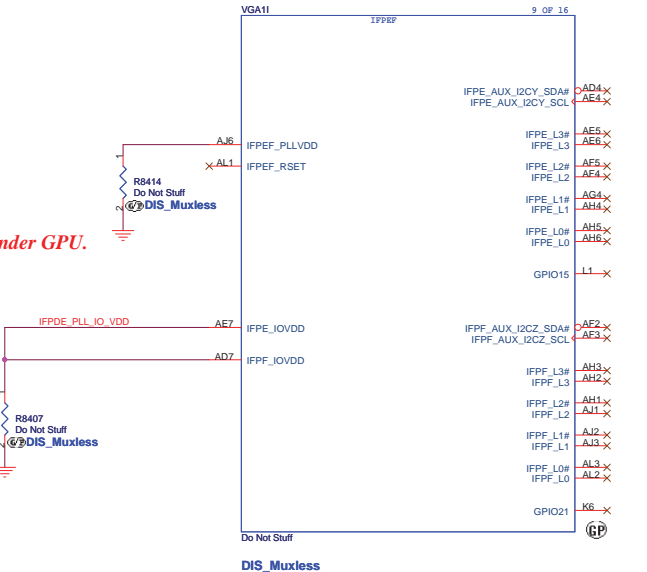 VGA1I
9 OF 16
IFPEF
IFPE_AUX_I2CY_SDA# AD4
IFPE_AUX_I2CY_SCL AE4
IFPE_L3# AE5
AJ6 IFPEF_PLLVDD
IFPE_L3 AE6
AL1 IFPEF_RSET
IFPE_L2# AF5
IFPE_L2 AF4
1
R8414
Do Not Stuff
2 G/P DIS_Muxless
IFPE_L1# AG4
IFPE_L1 AH4
IFPE_L0# AH5
IFPE_L0 AH6
nder GPU.
GPIO15 L1
IFPDE_PLL_IO_VDD
AE7 IFPE_IOVDD
IFPF_AUX_I2CZ_SDA# AF2
IFPF_AUX_I2CZ_SCL AF3
AD7 IFPF_IOVDD
IFPF_L3# AH3
IFPF_L3 AH2
IFPF_L2# AH1
IFPF_L2 AJ1
R8407
Do Not Stuff
2 G/P DIS_Muxless
IFPF_L1# AJ2
IFPF_L1 AJ3
IFPF_L0# AL3
IFPF_L0 AL2
GPIO21 K6
GP
Do Not Stuff
DIS_Muxless